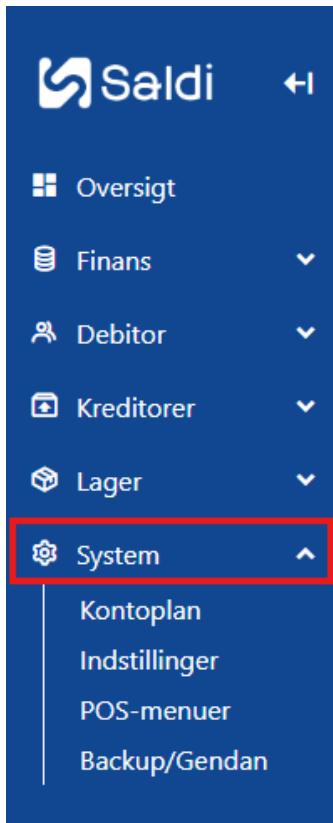 Saldi
Oversigt
Finans
Debitor
Kreditorer
Lager
System
Kontoplan
Indstillinger
POS-menuer
Backup/Gendan